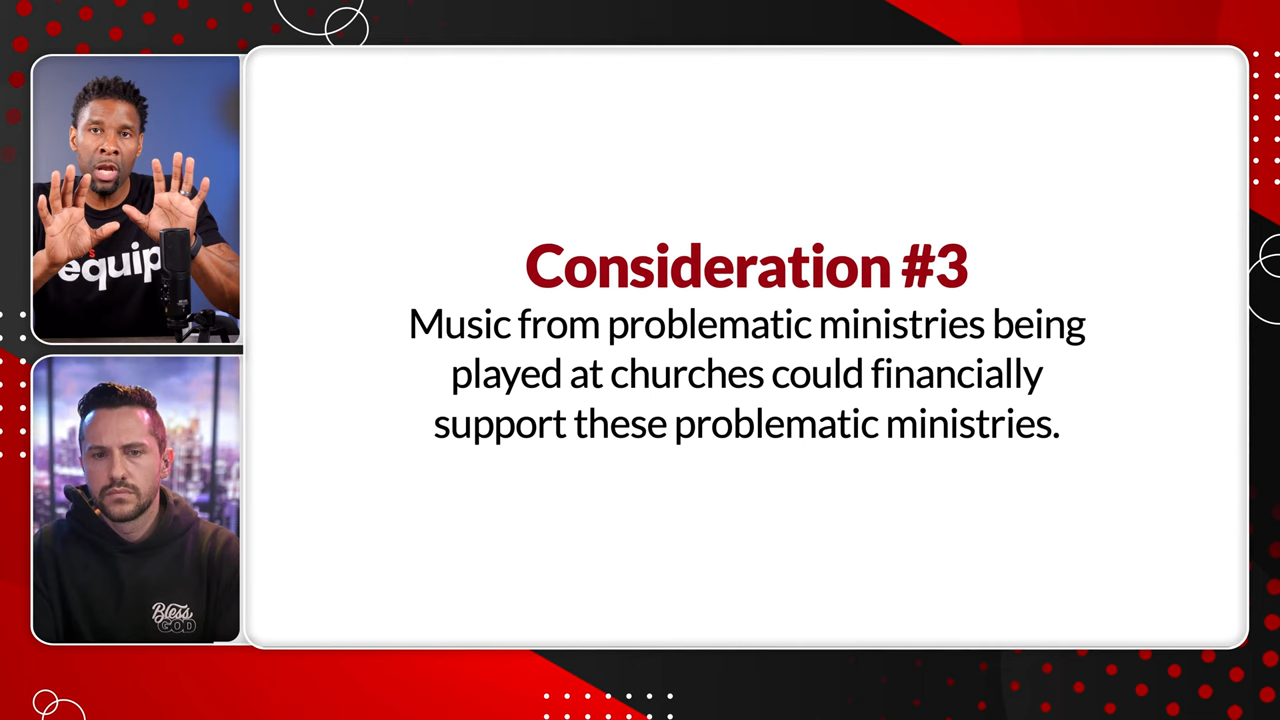 Consideration #3
Music from problematic ministries being
played at churches could financially
support these problematic ministries.
equip
Bless
GOD